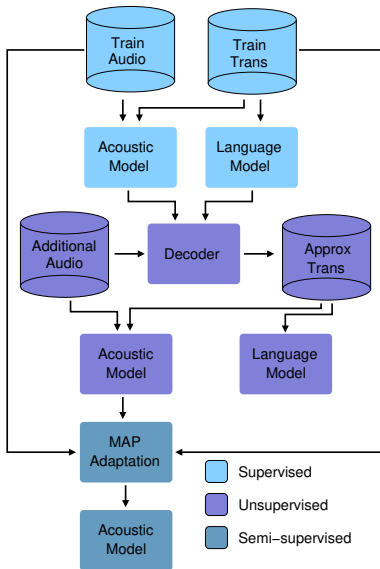 Train
Audio
Train
Trans
Acoustic
Model
Language
Model
Additional
Audio
Decoder
Approx
Trans
Acoustic
Model
Language
Model
MAP
Adaptation
Supervised
Unsupervised
Semi−supervised
Acoustic
Model